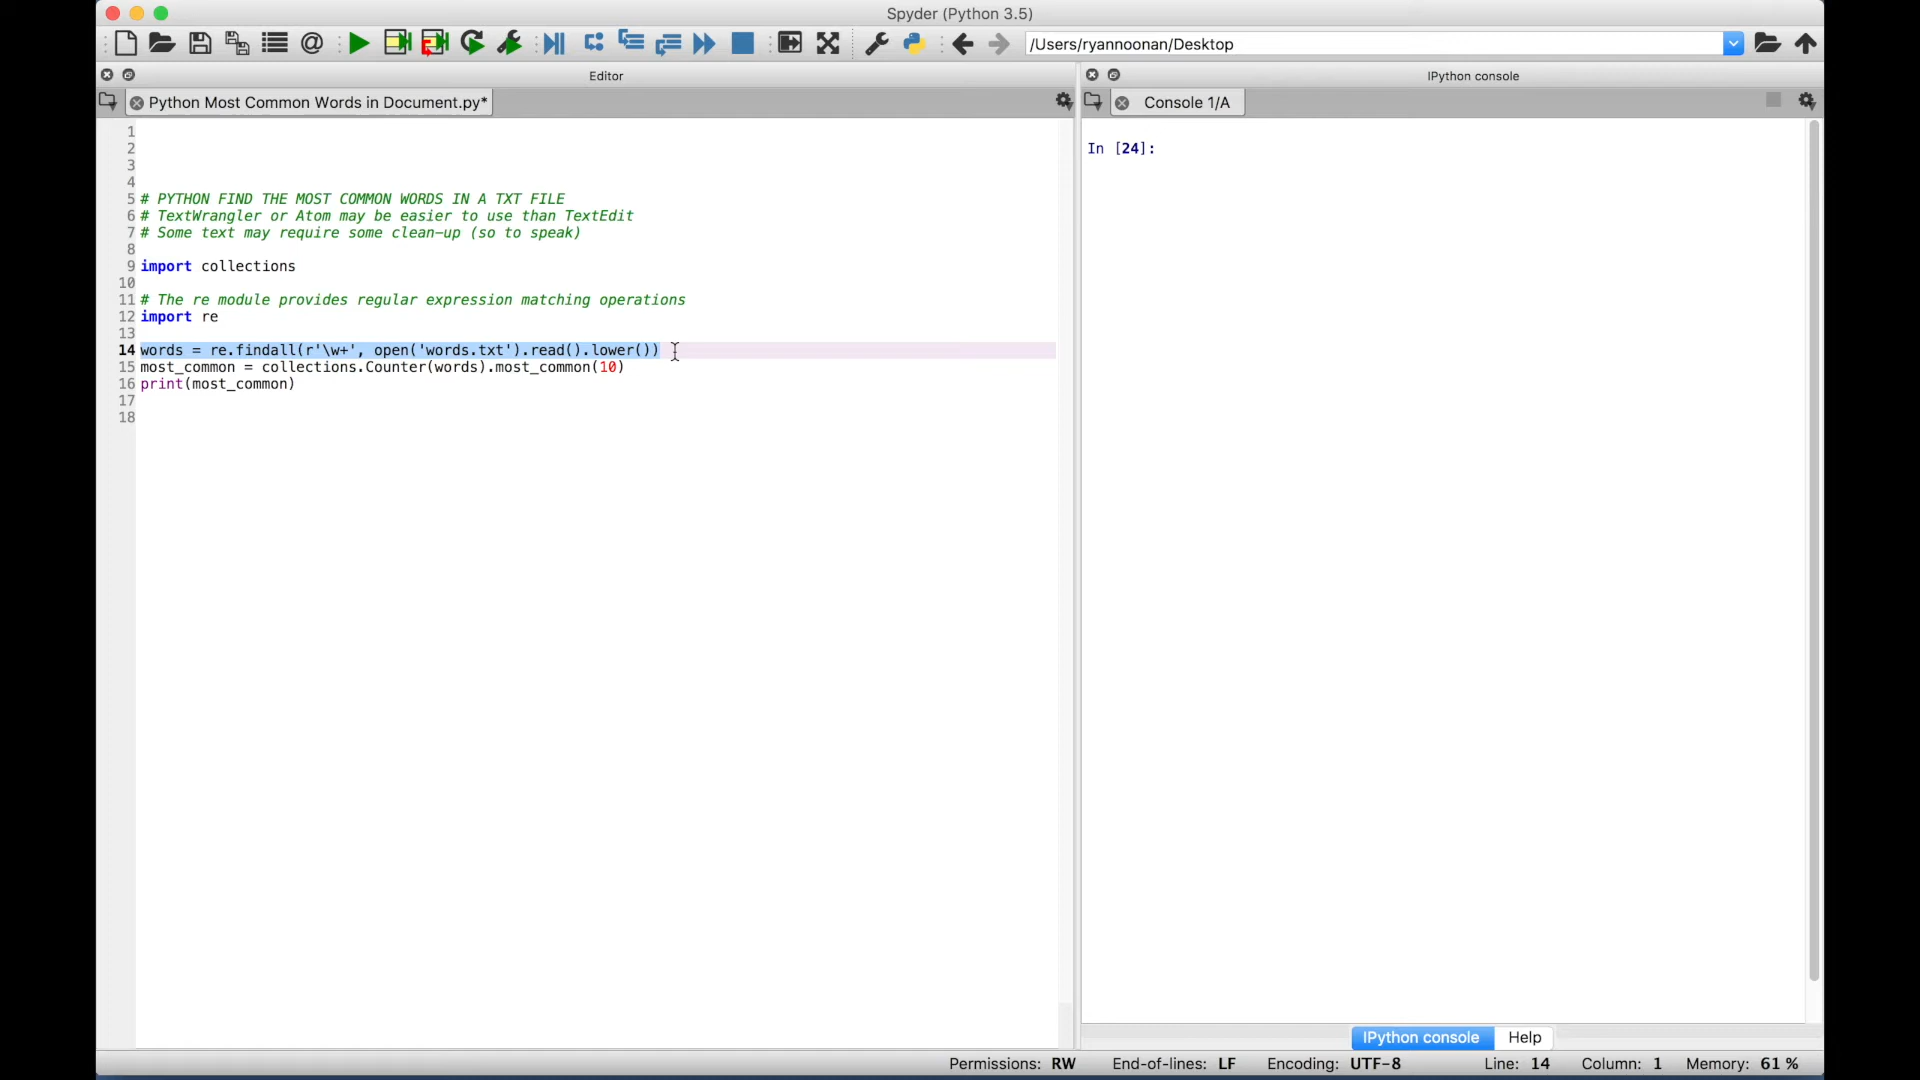 Spyder (Python 3.5)
/Users/ryannoonan/Desktop
Editor
IPython console
Python Most Common Words in Document.py*
Console 1/A
1
2
3
4
5 # PYTHON FIND THE MOST COMMON WORDS IN A TXT FILE
6 # TextWrangler or Atom may be easier to use than TextEdit
7 # Some text may require some clean-up (so to speak)
8
9 import collections
10
11 # The re module provides regular expression matching operations
12 import re
13
14 words = re.findall(r'\w+', open('words.txt').read().lower())
15 most_common = collections.Counter(words).most_common(10)
16 print(most_common)
17
18
In [24]:
IPython console Help
Permissions: RW End-of-lines: LF Encoding: UTF-8 Line: 14 Column: 1 Memory: 61 %